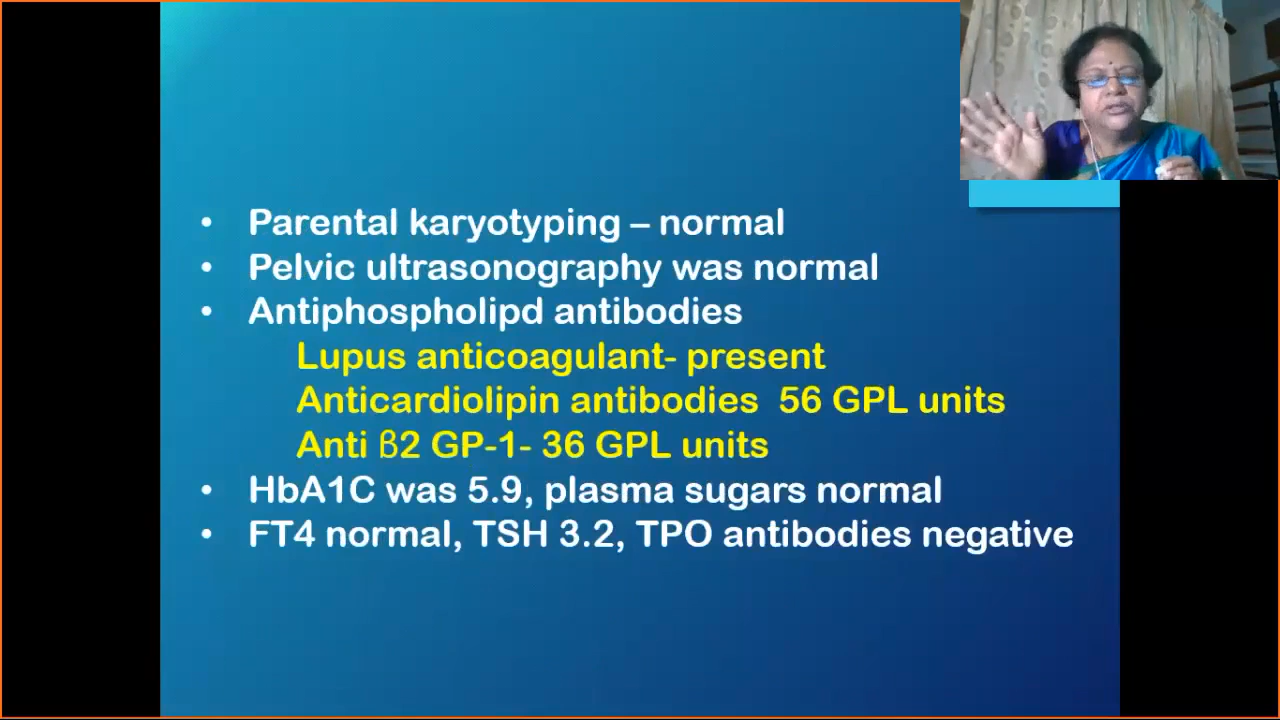 • Parental karyotyping – normal
• Pelvic ultrasonography was normal
• Antiphospholipd antibodies
Lupus anticoagulant- present
Anticardiolipin antibodies 56 GPL units
Anti β2 GP-1- 36 GPL units
• HbA1C was 5.9, plasma sugars normal
• FT4 normal, TSH 3.2, TPO antibodies negative